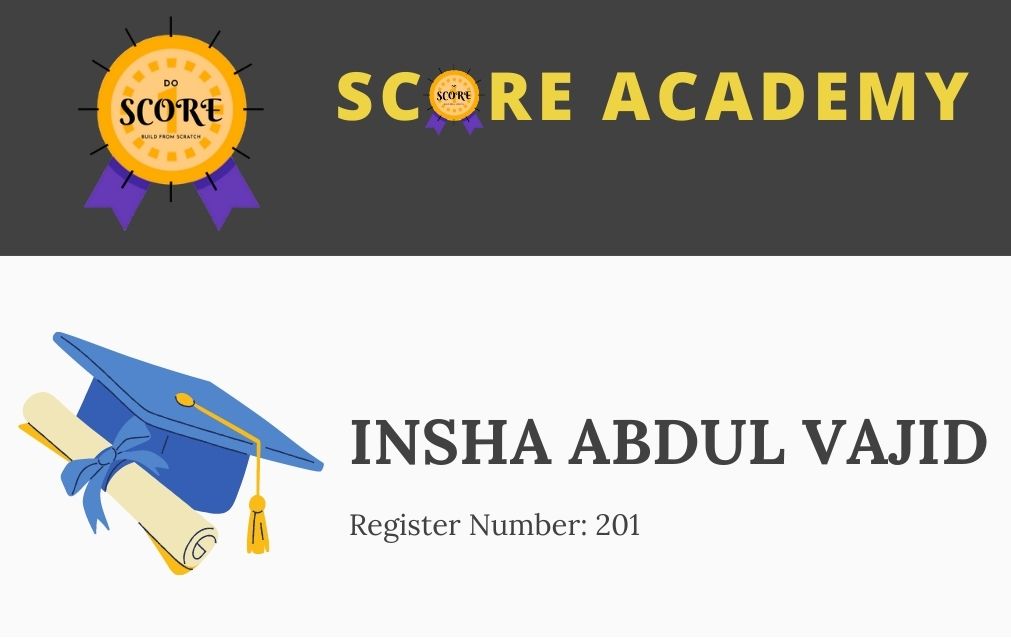 DO
SCORE
BUILD FROM SCRATCH
SCORE ACADEMY
INSHA ABDUL VAJID
Register Number: 201